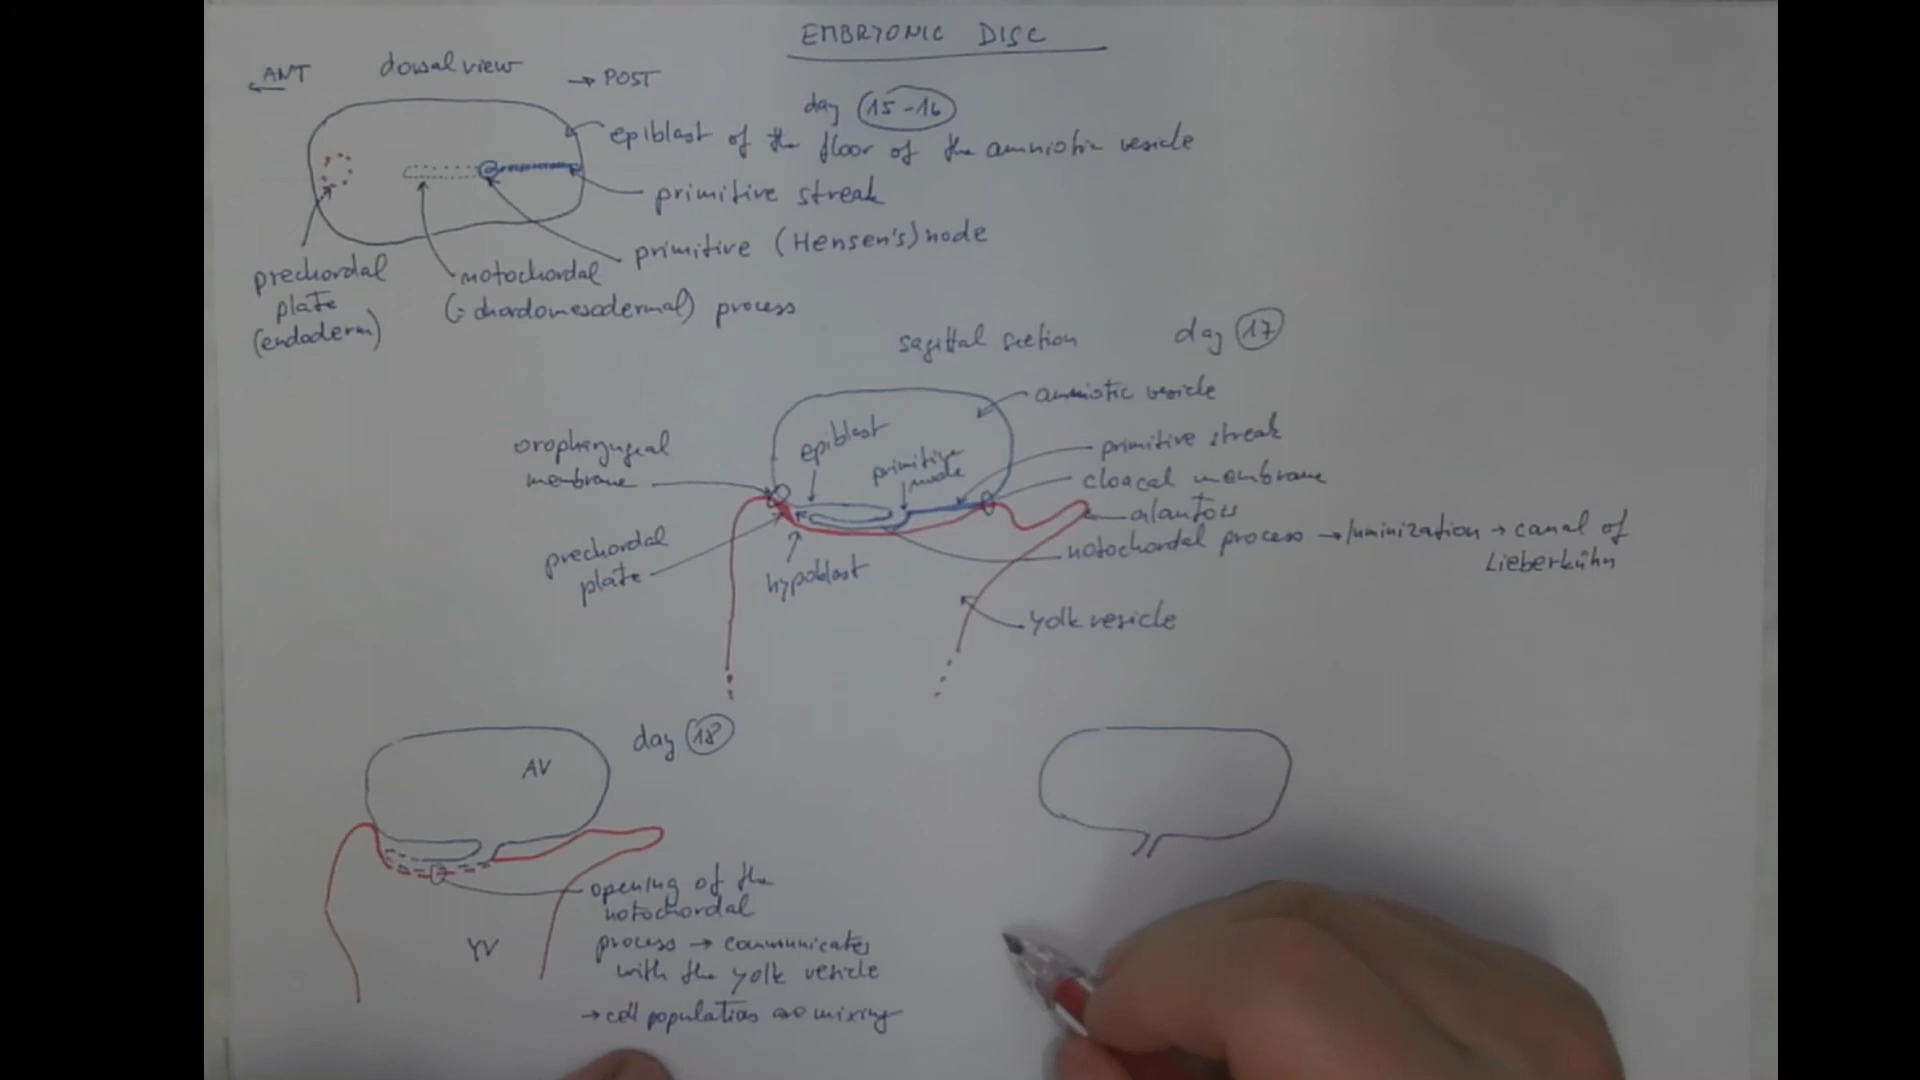 EMBRYONIC DISC
← ANT
dorsal view
→ POST
day 15-16
epiblast of the floor of the amniotic vesicle
primitive streak
primitive (Hensen's) node
prechordal
plate
(endoderm)
notochordal
(=chordomesodermal) process
sagittal section
day 17
amniotic vesicle
oropharyngeal
membrane
epiblast
primitive
node
primitive streak
cloacal membrane
alantois
notochordal process → luminization → canal of
Lieberkühn
prechordal
plate
hypoblast
yolk vesicle
day 18
AV
YV
opening of the
notochordal
process → communicates
with the yolk vesicle
→ cell populations are mixing